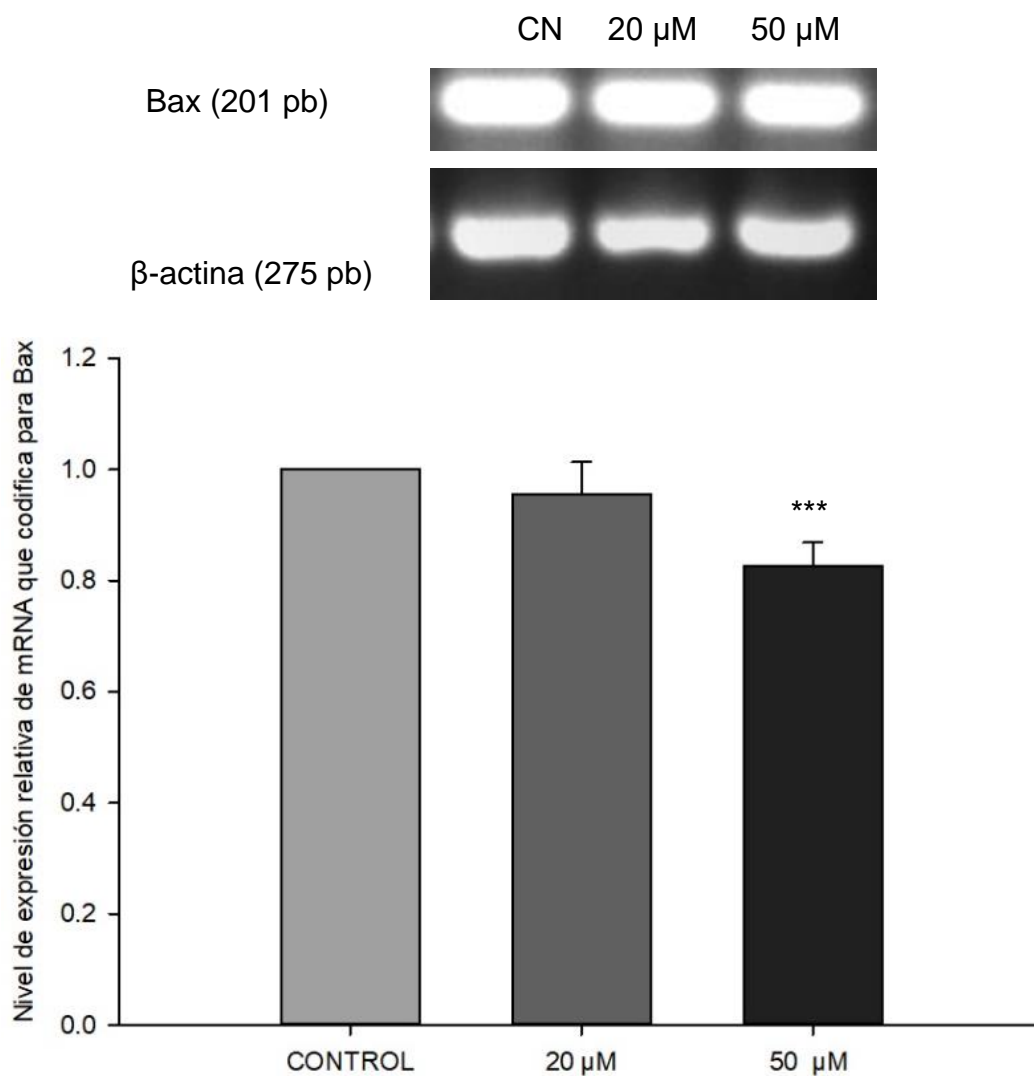 CN 20 µM 50 µM
Bax (201 pb)
β-actina (275 pb)
Nivel de expresión relativa de mRNA que codifica para Bax
1.2
1.0
0.8
0.6
0.4
0.2
0.0
***
CONTROL 20 µM 50 µM